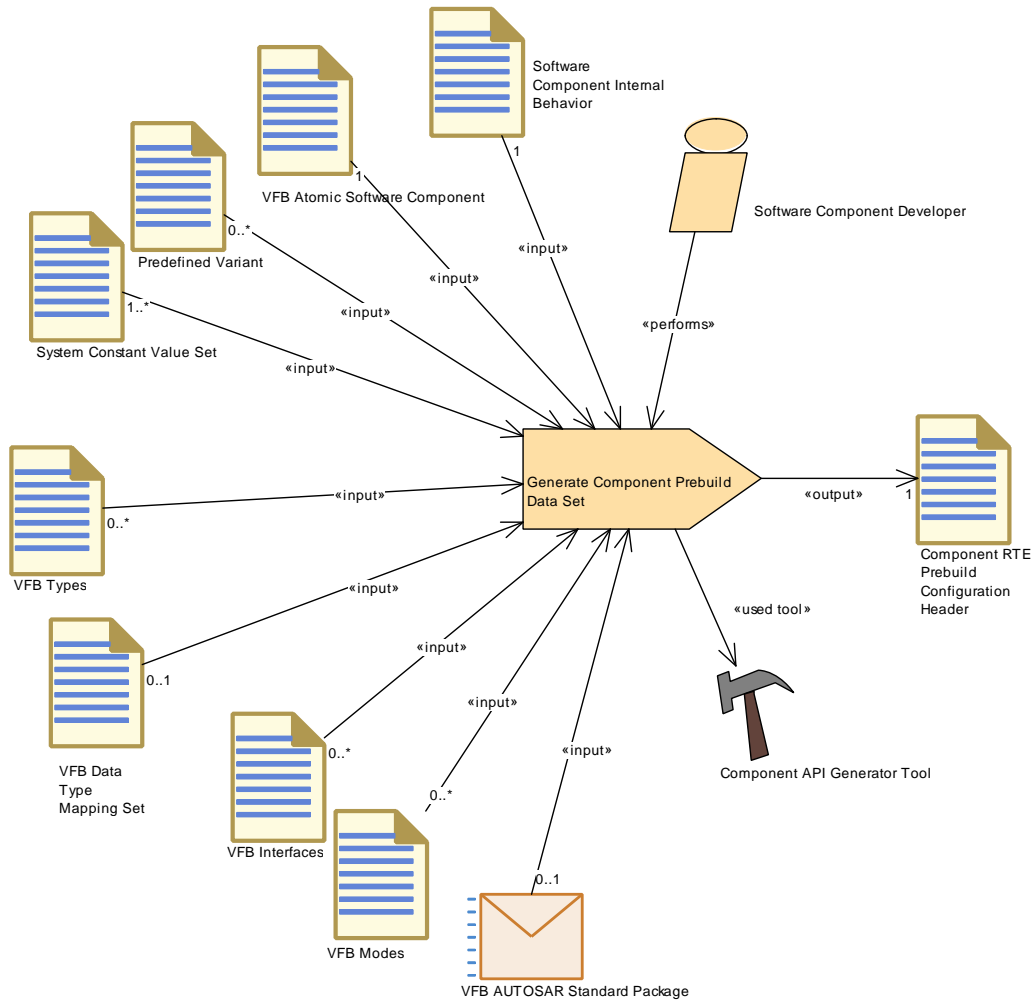 Software
Component Internal
Behavior
1
VFB Atomic Software Component
1
Software Component Developer
Predefined Variant
0..*
«input»
«input»
«input»
«performs»
System Constant Value Set
1..*
«input»
Generate Component Prebuild
Data Set
«input»
0..*
VFB Types
«output»
1
Component RTE
Prebuild
Configuration
Header
«input»
0..1
VFB Data
Type
Mapping Set
«used tool»
«input»
0..*
VFB Interfaces
«input»
0..*
VFB Modes
«input»
0..1
Component API Generator Tool
VFB AUTOSAR Standard Package